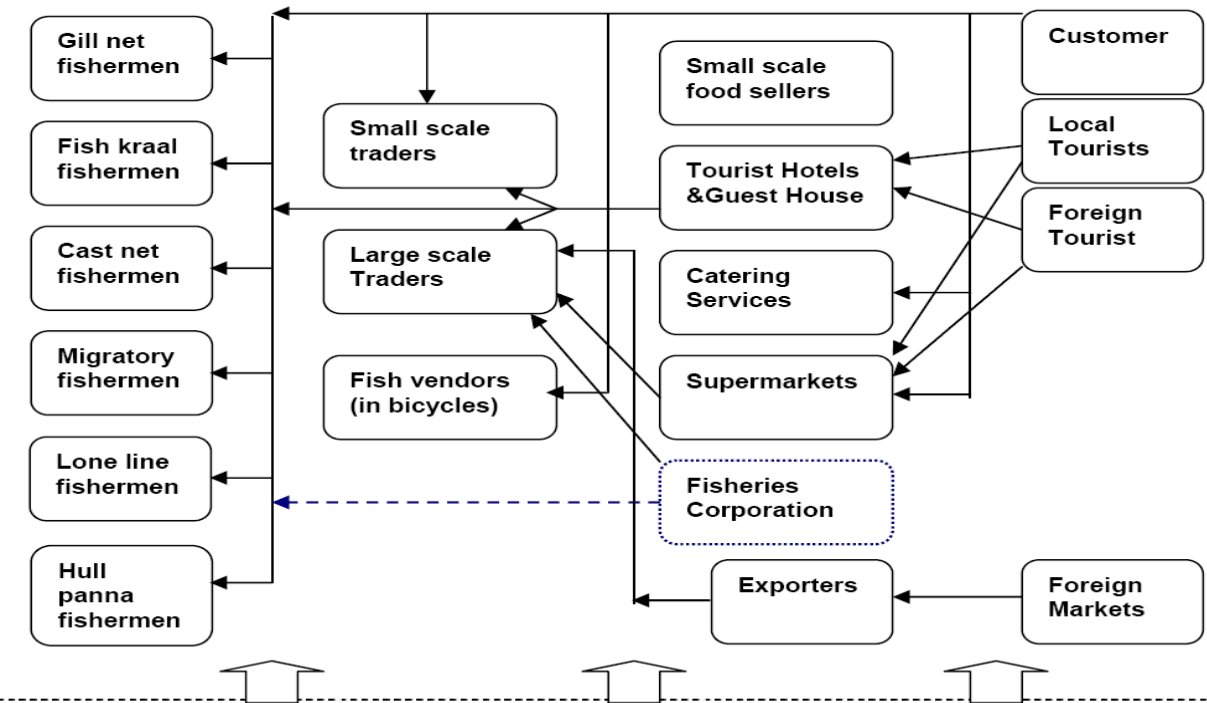 Gill net
fishermen
Fish kraal
fishermen
Cast net
fishermen
Migratory
fishermen
Lone line
fishermen
Hull
panna
fishermen
Small scale
traders
Large scale
Traders
Fish vendors
(in bicycles)
Small scale
food sellers
Tourist Hotels
&Guest House
Catering
Services
Supermarkets
Fisheries
Corporation
Exporters
Customer
Local
Tourists
Foreign
Tourist
Foreign
Markets